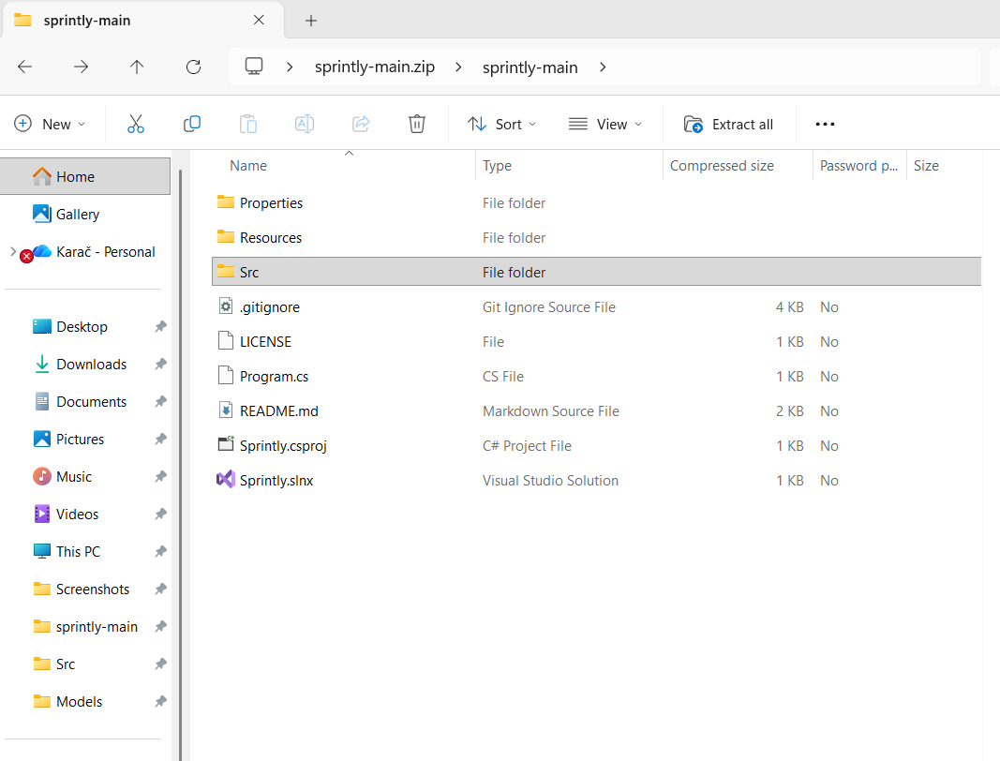 sprintly-main
sprintly-main.zip sprintly-main
New Sort View Extract all
Name Type Compressed size Password p... Size
Home
Gallery
Karač - Personal
Desktop
Downloads
Documents
Pictures
Music
Videos
This PC
Screenshots
sprintly-main
Src
Models
Properties File folder
Resources File folder
Src File folder
.gitignore Git Ignore Source File 4 KB No
LICENSE File 1 KB No
Program.cs CS File 1 KB No
README.md Markdown Source File 2 KB No
Sprintly.csproj C# Project File 1 KB No
Sprintly.slnx Visual Studio Solution 1 KB No